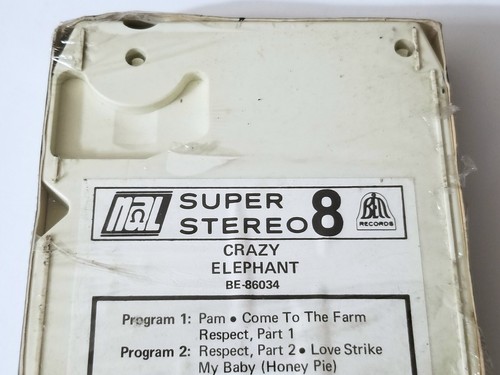 nal SUPER
STEREO 8
Bell
RECORDS
CRAZY
ELEPHANT
BE-86034
Program 1: Pam • Come To The Farm
Respect, Part 1
Program 2: Respect, Part 2 • Love Strike
My Baby (Honey Pie)